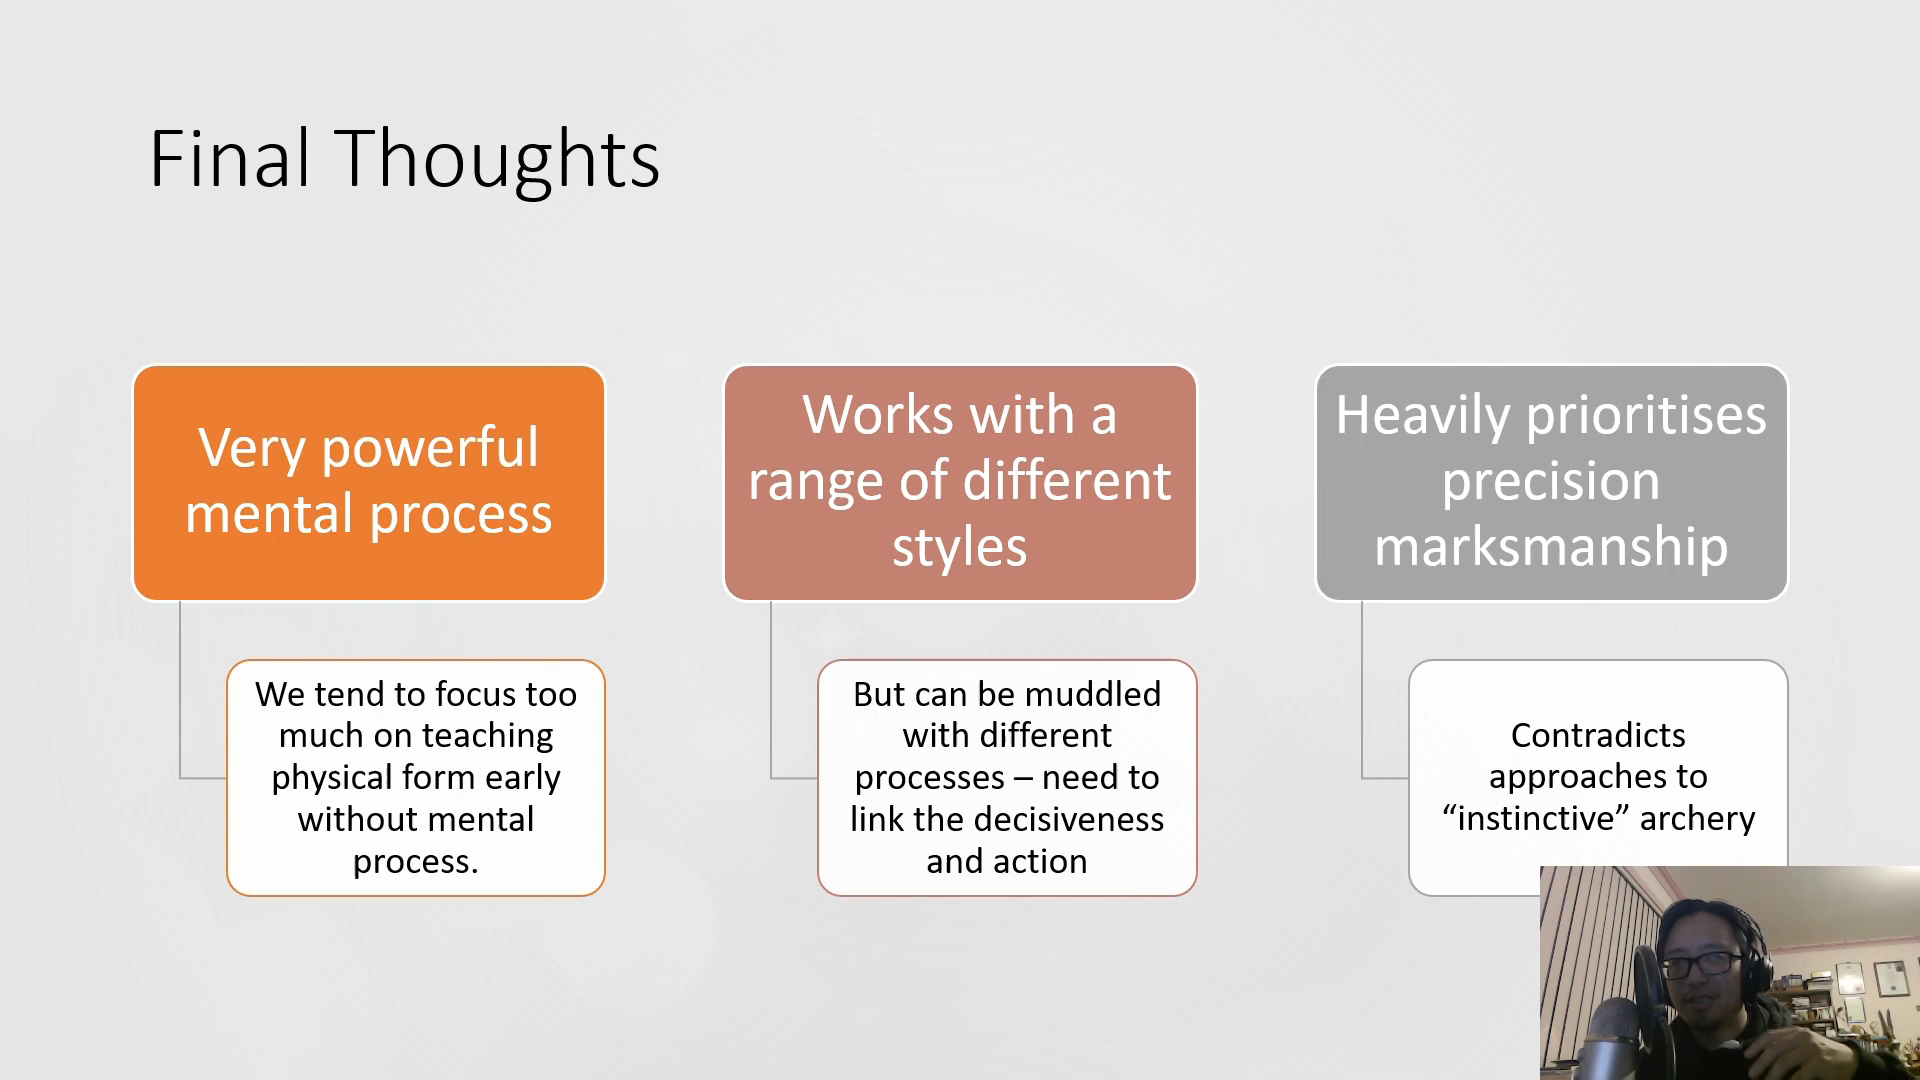 Final Thoughts
Very powerful
mental process
We tend to focus too
much on teaching
physical form early
without mental
process.
Works with a
range of different
styles
But can be muddled
with different
processes – need to
link the decisiveness
and action
Heavily prioritises
precision
marksmanship
Contradicts
approaches to
“instinctive” archery